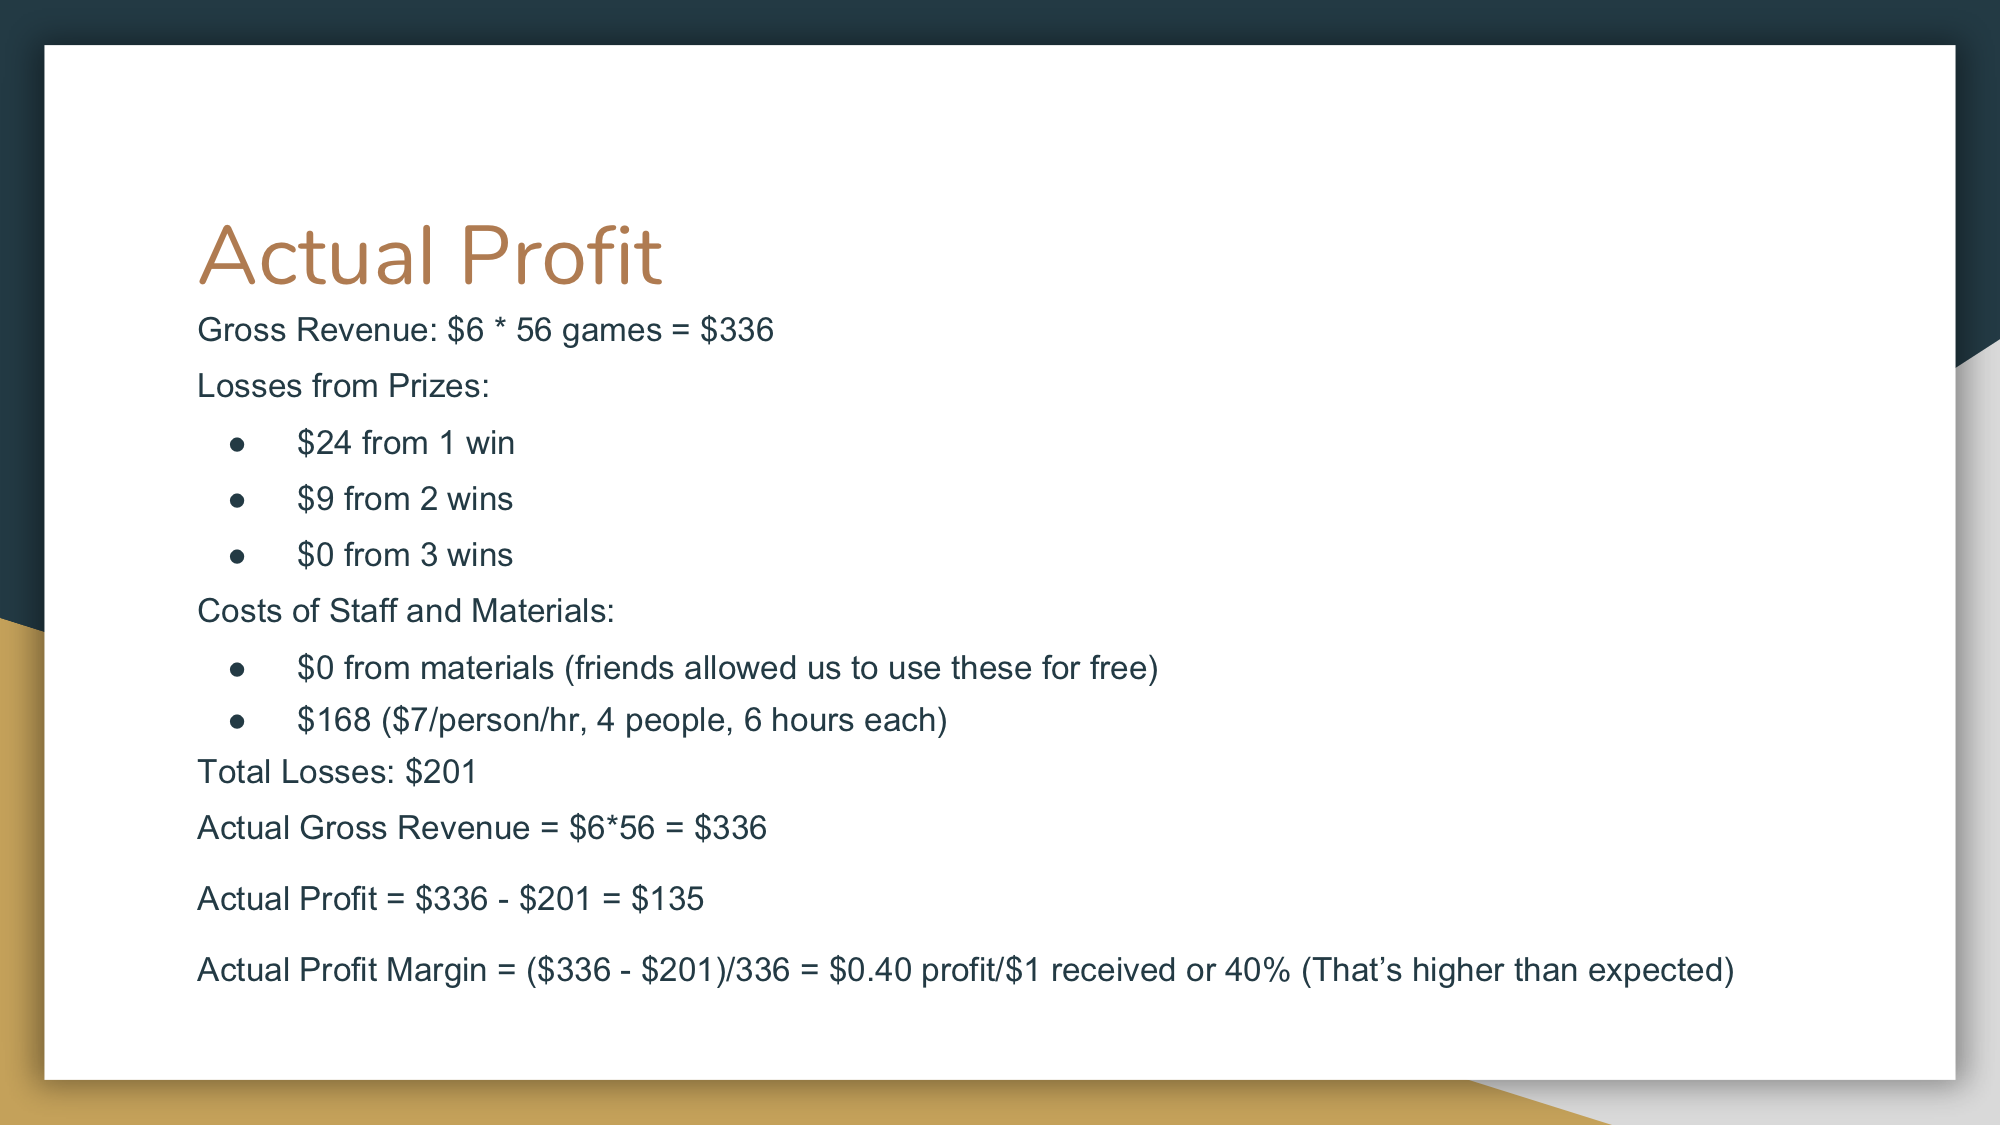 Actual Profit
Gross Revenue: $6 * 56 games = $336
Losses from Prizes:
● $24 from 1 win
● $9 from 2 wins
● $0 from 3 wins
Costs of Staff and Materials:
● $0 from materials (friends allowed us to use these for free)
● $168 ($7/person/hr, 4 people, 6 hours each)
Total Losses: $201
Actual Gross Revenue = $6*56 = $336
Actual Profit = $336 - $201 = $135
Actual Profit Margin = ($336 - $201)/336 = $0.40 profit/$1 received or 40% (That’s higher than expected)